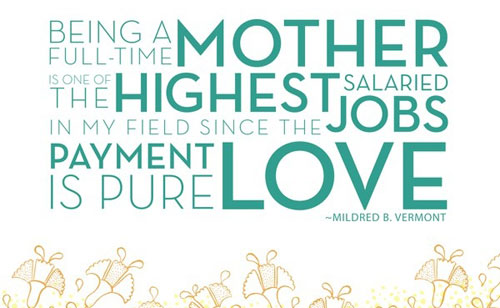 BEING A
FULL-TIME MOTHER
IS ONE OF
THE HIGHEST SALARIED
JOBS
IN MY FIELD SINCE THE
PAYMENT
IS PURE LOVE
~MILDRED B. VERMONT